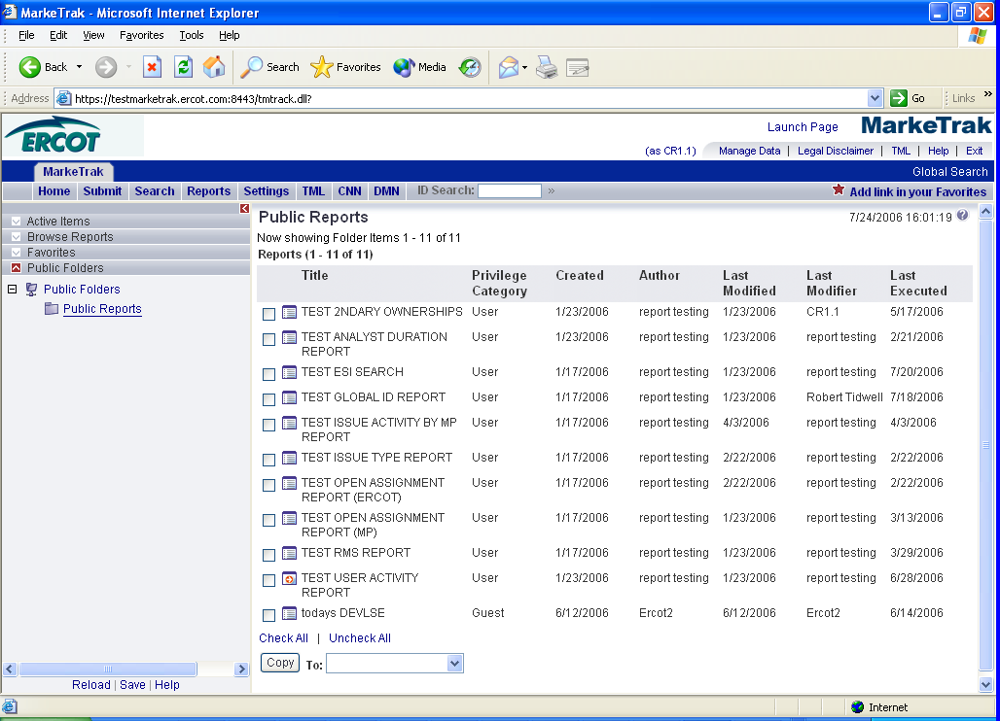 MarkeTrak - Microsoft Internet Explorer
File Edit View Favorites Tools Help
Back Search Favorites Media
Address https://testmarketrak.ercot.com:8443/tmtrack.dll? Go Links »
ERCOT
Launch Page MarkeTrak
(as CR1.1) Manage Data | Legal Disclaimer | TML | Help | Exit
MarkeTrak Global Search
Home Submit Search Reports Settings TML CNN DMN ID Search: » Add link in your Favorites
Active Items
Browse Reports
Favorites
Public Folders
Public Folders
Public Reports
Public Reports 7/24/2006 16:01:19 ?
Now showing Folder Items 1 - 11 of 11
Reports (1 - 11 of 11)
Title Privilege Created Author Last Last Last
Category Modified Modifier Executed
TEST 2NDARY OWNERSHIPS User 1/23/2006 report testing 1/23/2006 CR1.1 5/17/2006
TEST ANALYST DURATION User 1/23/2006 report testing 1/23/2006 report testing 2/21/2006
REPORT
TEST ESI SEARCH User 1/17/2006 report testing 1/23/2006 report testing 7/20/2006
TEST GLOBAL ID REPORT User 1/17/2006 report testing 1/23/2006 Robert Tidwell 7/18/2006
TEST ISSUE ACTIVITY BY MP User 1/17/2006 report testing 4/3/2006 report testing 4/3/2006
REPORT
TEST ISSUE TYPE REPORT User 1/17/2006 report testing 2/22/2006 report testing 2/22/2006
TEST OPEN ASSIGNMENT User 1/17/2006 report testing 2/22/2006 report testing 2/22/2006
REPORT (ERCOT)
TEST OPEN ASSIGNMENT User 1/17/2006 report testing 1/23/2006 report testing 3/13/2006
REPORT (MP)
TEST RMS REPORT User 1/17/2006 report testing 1/23/2006 report testing 3/29/2006
TEST USER ACTIVITY User 1/23/2006 report testing 1/23/2006 report testing 6/28/2006
REPORT
todays DEVLSE Guest 6/12/2006 Ercot2 6/12/2006 Ercot2 6/14/2006
Check All | Uncheck All
Copy To:
Reload | Save | Help
Internet